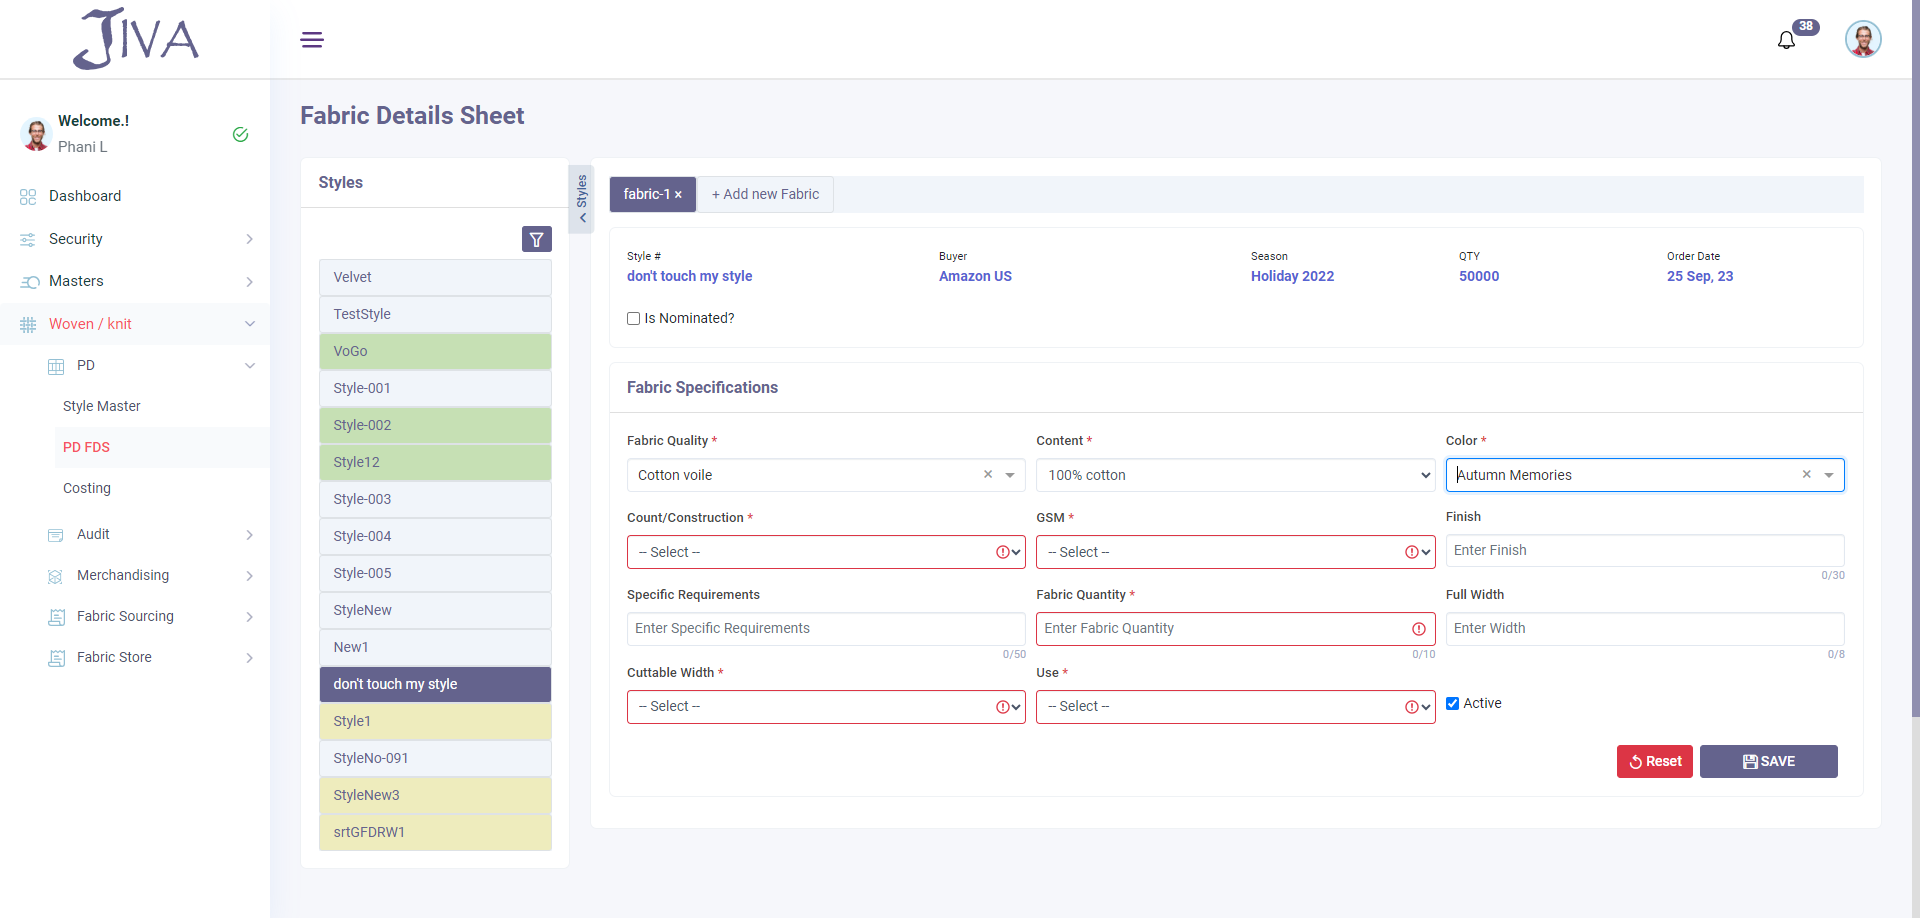 JIVA
38
Welcome.!
Phani L
Dashboard
Security
Masters
Woven / knit
PD
Style Master
PD FDS
Costing
Audit
Merchandising
Fabric Sourcing
Fabric Store
Fabric Details Sheet
Styles
Velvet
TestStyle
VoGo
Style-001
Style-002
Style12
Style-003
Style-004
Style-005
StyleNew
New1
don't touch my style
Style1
StyleNo-091
StyleNew3
srtGFDRW1
< Styles
fabric-1 × + Add new Fabric
Style # Buyer Season QTY Order Date
don't touch my style Amazon US Holiday 2022 50000 25 Sep, 23
Is Nominated?
Fabric Specifications
Fabric Quality * Content * Color *
Cotton voile × 100% cotton Autumn Memories ×
Count/Construction * GSM * Finish
-- Select -- -- Select -- Enter Finish
0/30
Specific Requirements Fabric Quantity * Full Width
Enter Specific Requirements Enter Fabric Quantity Enter Width
0/50 0/10 0/8
Cuttable Width * Use *
-- Select -- -- Select -- Active
Reset SAVE